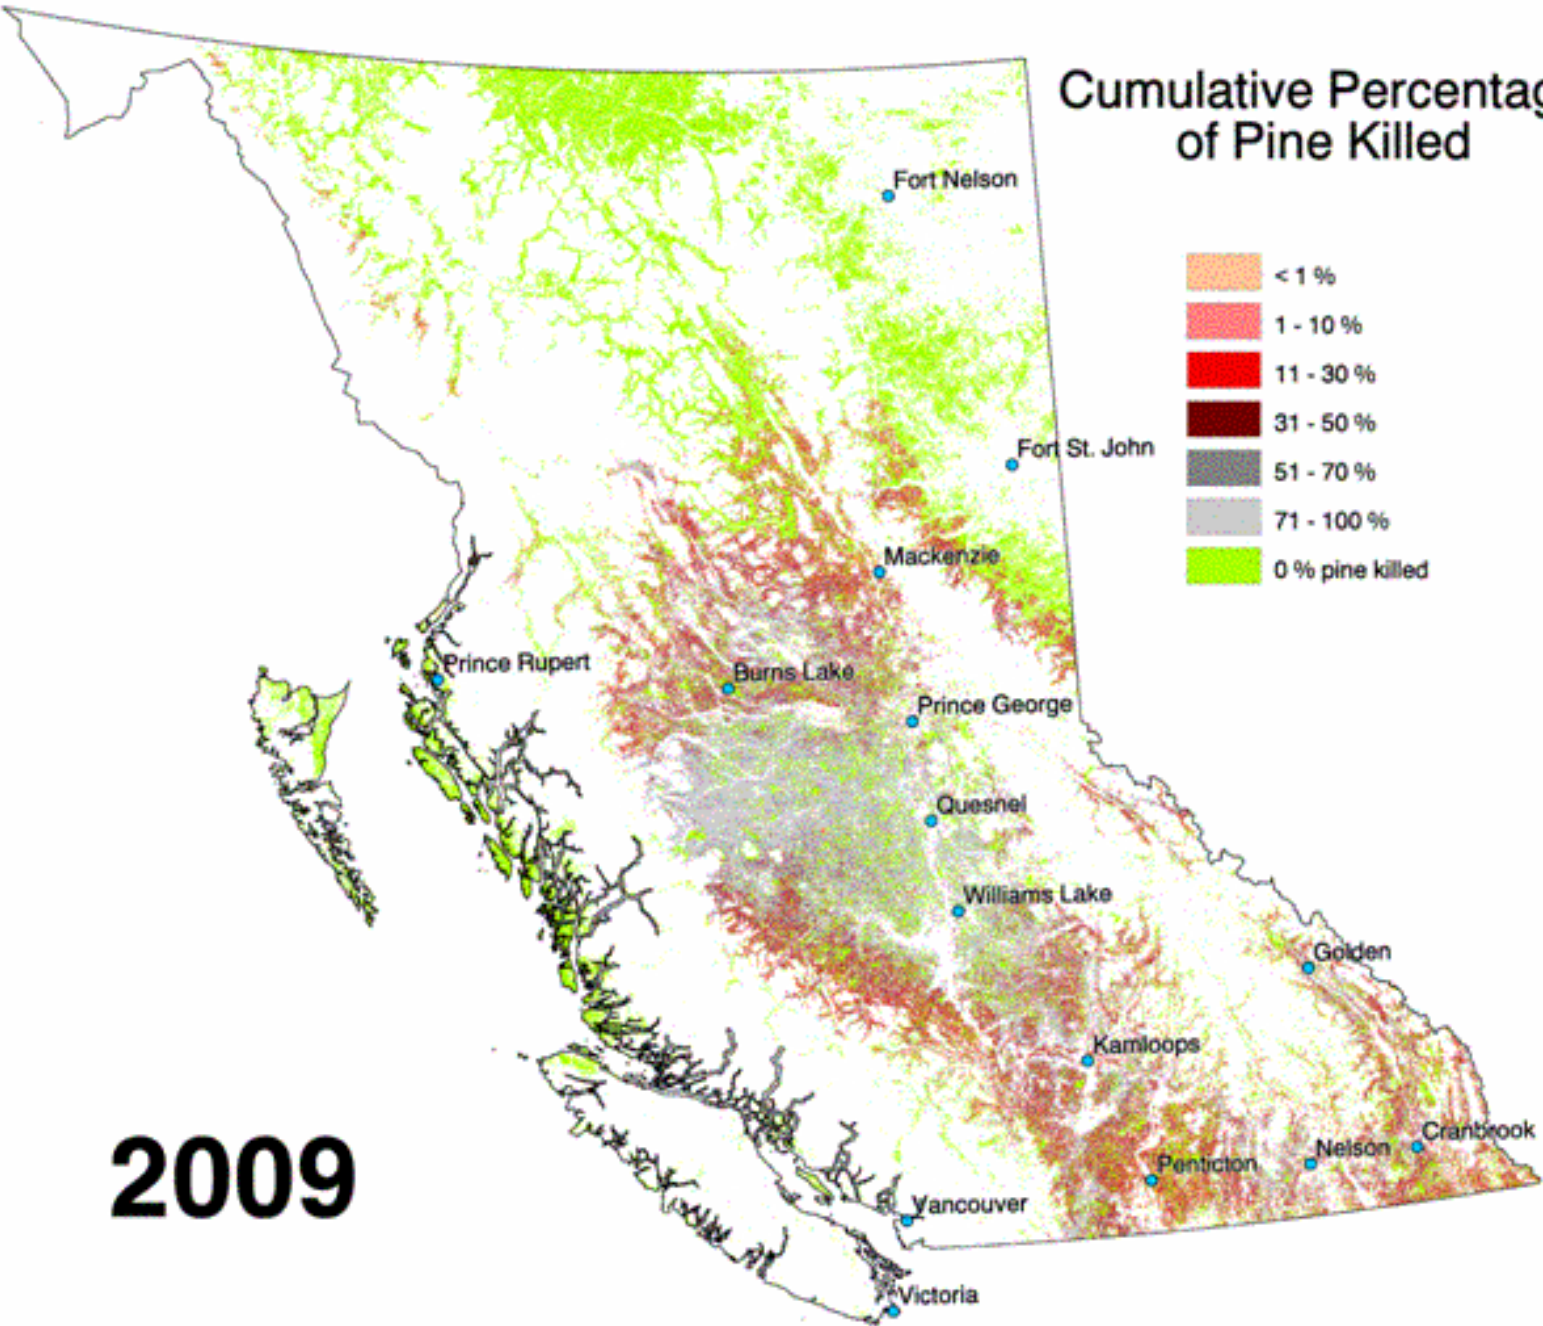 Cumulative Percentag
of Pine Killed
Fort Nelson
< 1 %
1 - 10 %
11 - 30 %
31 - 50 %
51 - 70 %
71 - 100 %
0 % pine killed
Fort St. John
Mackenzie
Prince Rupert
Burns Lake
Prince George
Quesnel
Williams Lake
Golden
Kamloops
Cranbrook
Nelson
Penticton
Vancouver
Victoria
2009